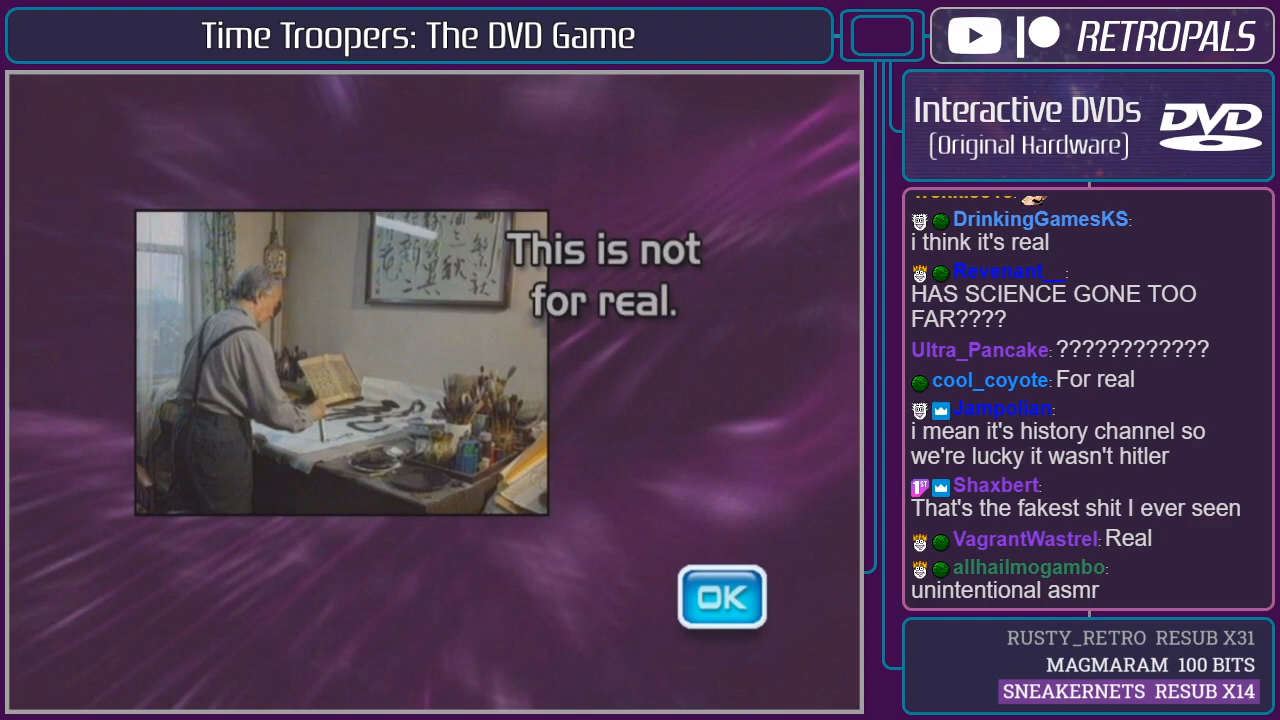 Time Troopers: The DVD Game
RETROPALS
Interactive DVDs
(Original Hardware)
DVD
This is not
for real.
OK
DrinkingGamesKS:
i think it's real
Revenant__:
HAS SCIENCE GONE TOO
FAR????
Ultra_Pancake: ????????????
cool_coyote: For real
Jampolian:
i mean it's history channel so
we're lucky it wasn't hitler
1ST Shaxbert:
That's the fakest shit I ever seen
VagrantWastrel: Real
allhailmogambo:
unintentional asmr
RUSTY_RETRO RESUB X31
MAGMARAM 100 BITS
SNEAKERNETS RESUB X14